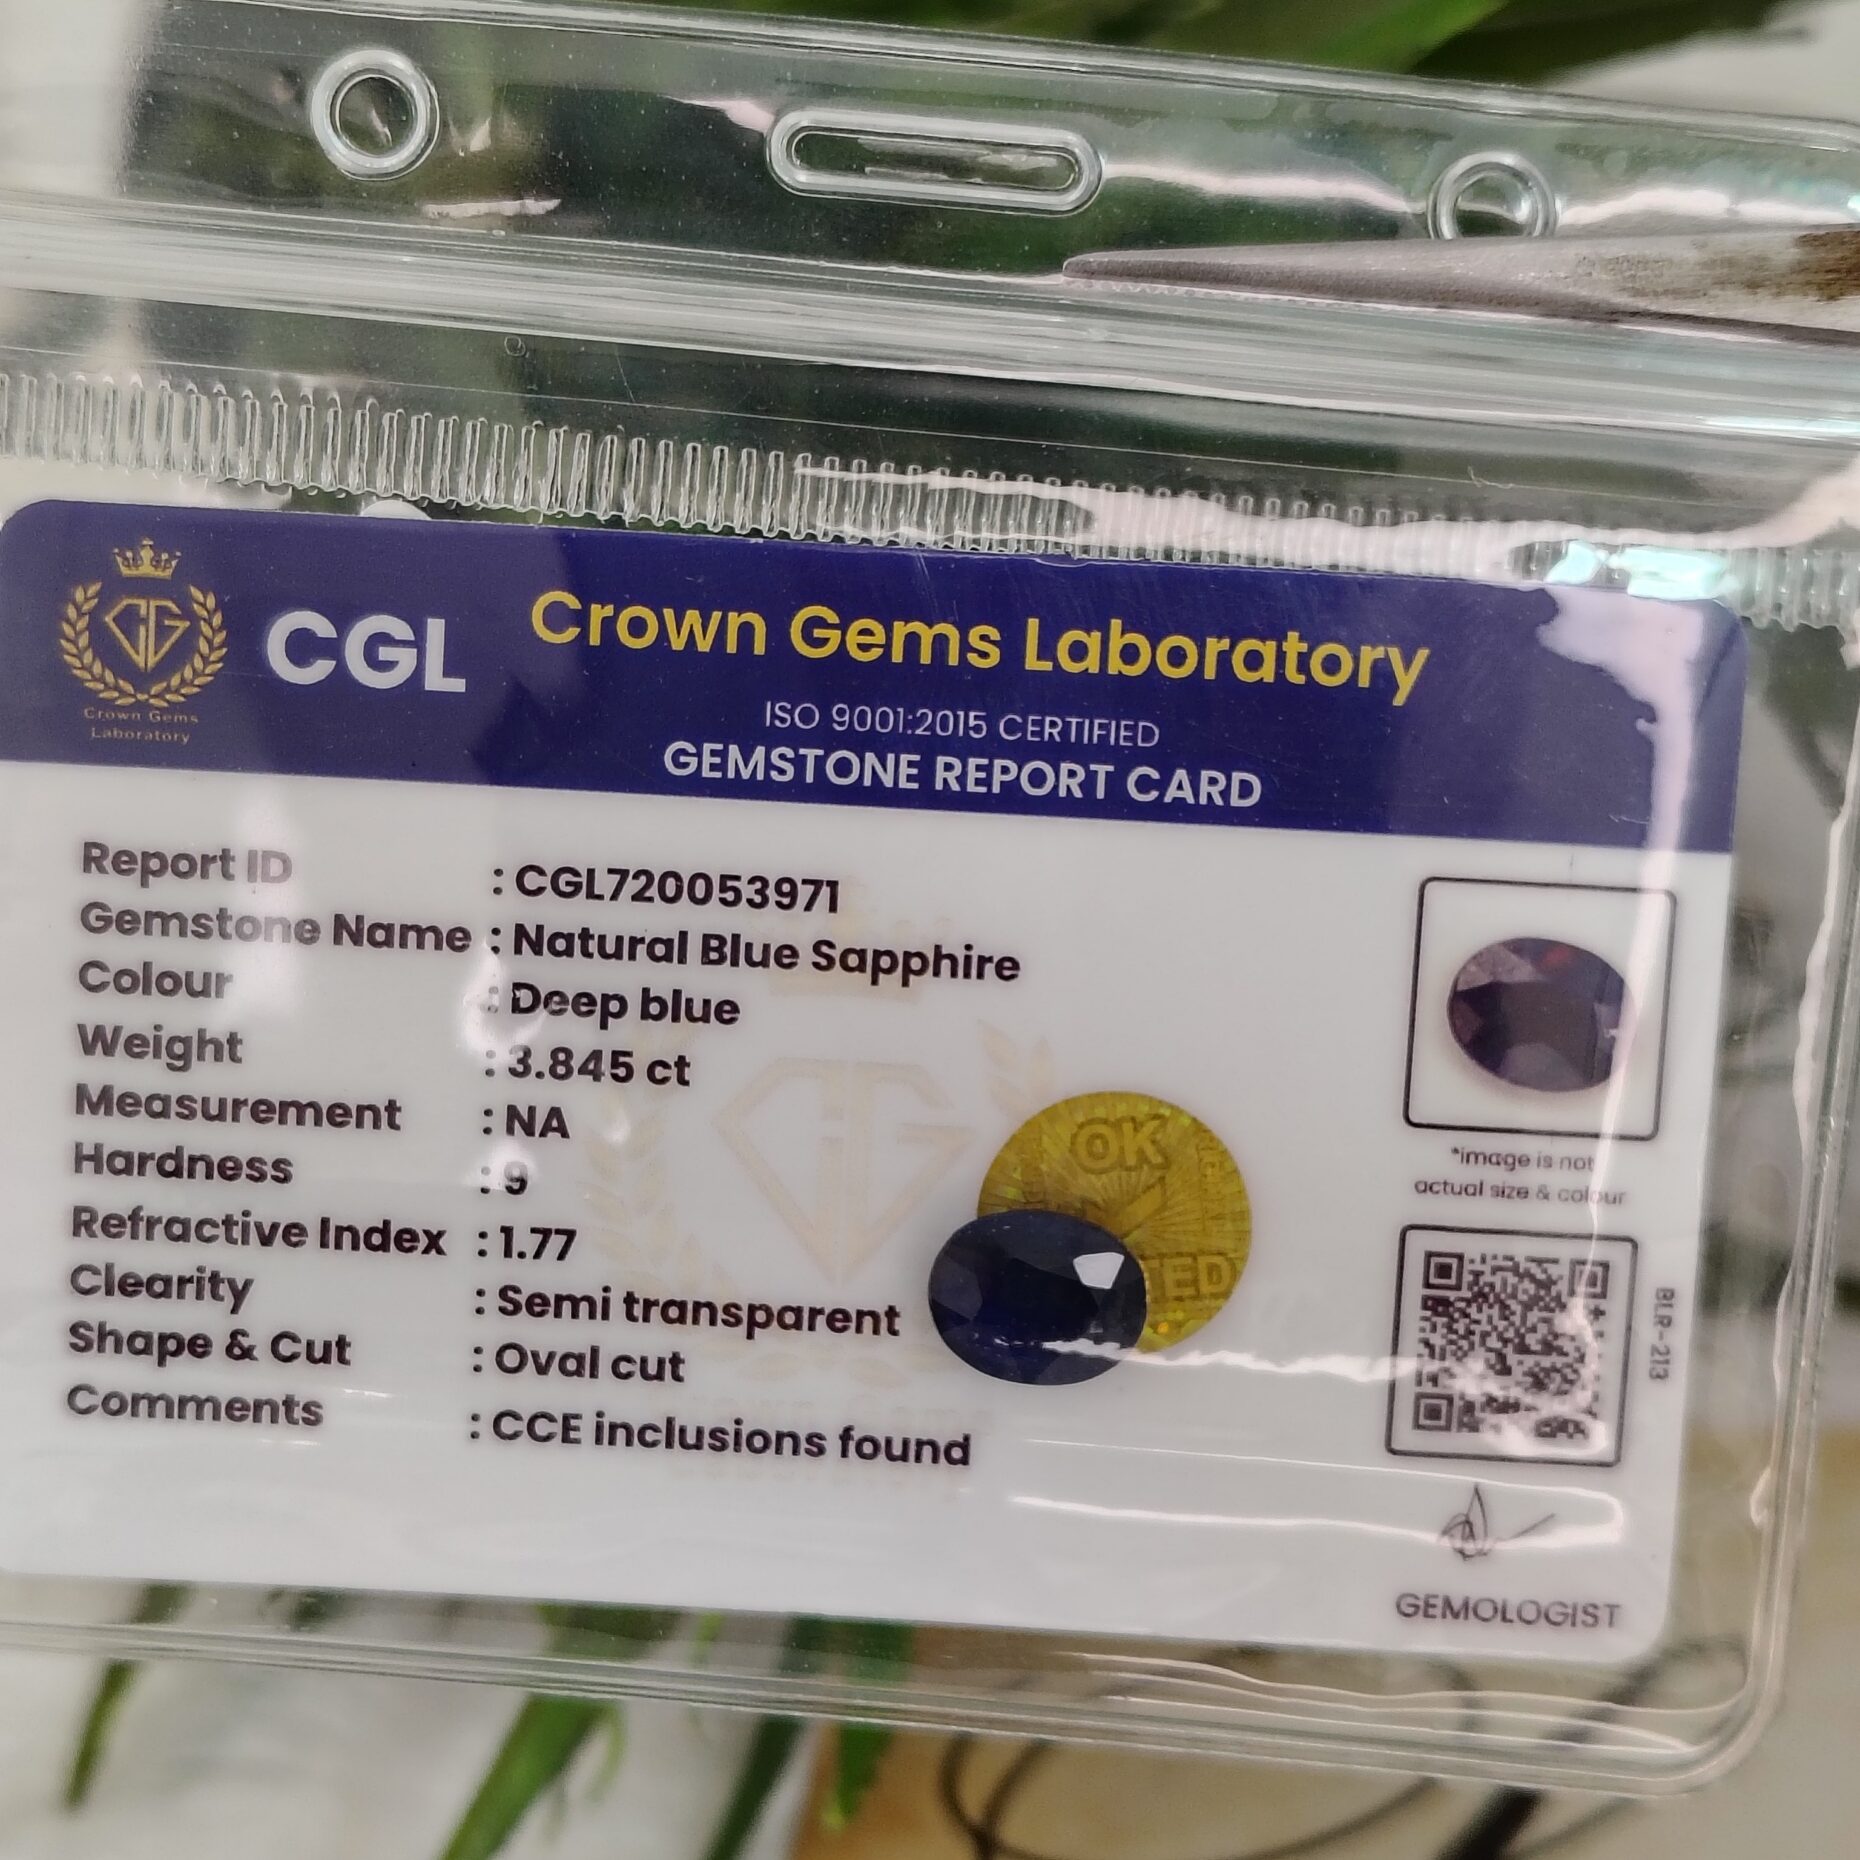 CGL
Crown Gems Laboratory
Crown Gems
Laboratory
ISO 9001:2015 CERTIFIED
GEMSTONE REPORT CARD
Report ID : CGL720053971
Gemstone Name : Natural Blue Sapphire
Colour : Deep blue
Weight : 3.845 ct
Measurement : NA
Hardness : 9
Refractive Index : 1.77
Clearity : Semi transparent
Shape & Cut : Oval cut
Comments : CCE inclusions found
OK
TED
*image is not
actual size & colour
BLR-213
GEMOLOGIST